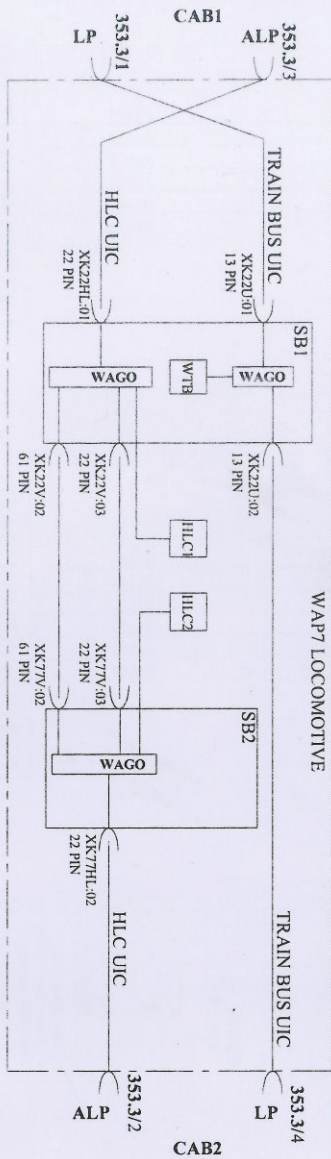 CAB1
353.3/3
ALP
353.3/1
LP
TRAIN BUS UIC
HLC UIC
XK22U:01
13 PIN
XK22HL:01
22 PIN
SB1
WAGO
WTB
WAGO
XK22U:02
13 PIN
XK22V:03
22 PIN
XK22V:02
61 PIN
HLC1
HLC2
WAP7 LOCOMOTIVE
XK77V:03
22 PIN
XK77V:02
61 PIN
SB2
WAGO
XK77HL:02
22 PIN
TRAIN BUS UIC
HLC UIC
353.3/4
LP
353.3/2
ALP
CAB2